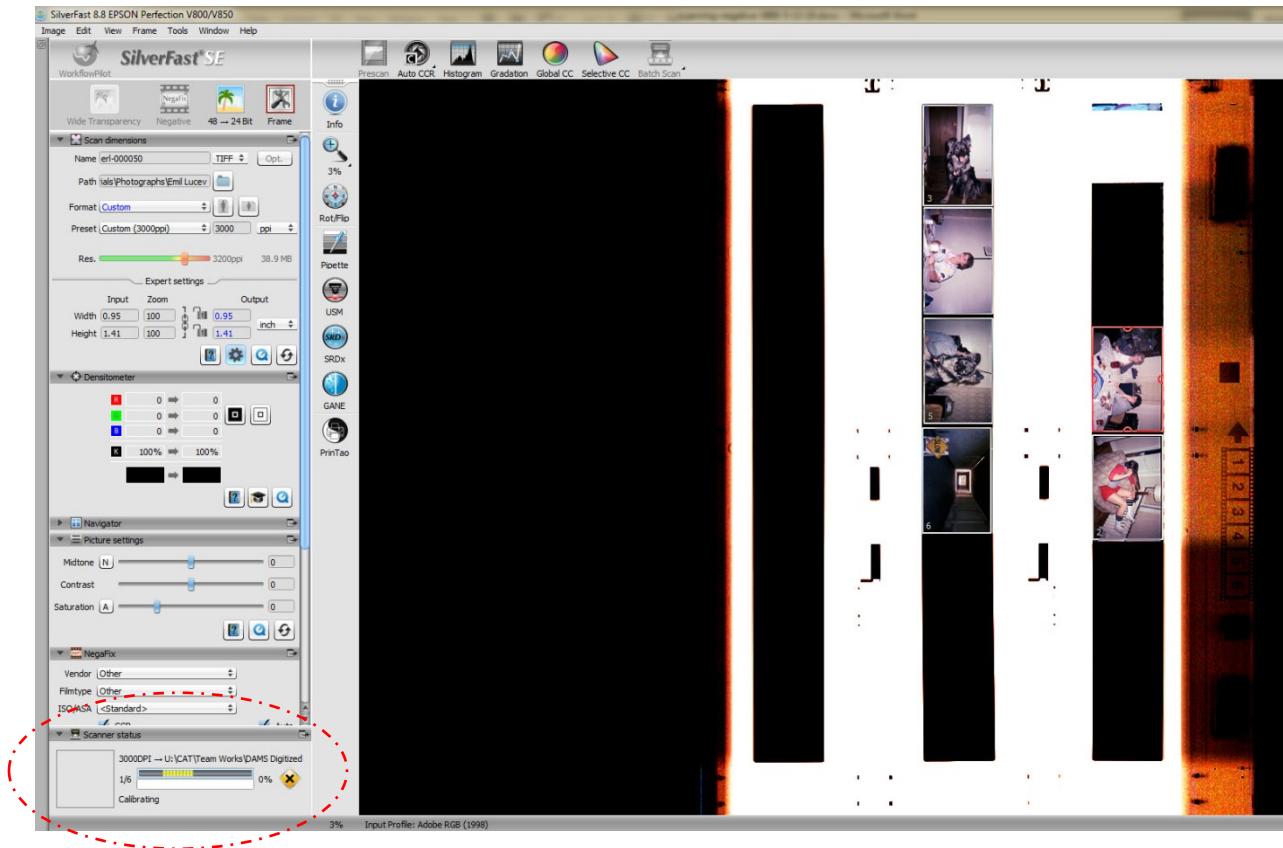 SilverFast 8.8 EPSON Perfection V800/V850
Image Edit View Frame Tools Window Help
SilverFast SE
WorkflowPilot
Prescan Auto CCR Histogram Gradation Global CC Selective CC Batch Scan
NegaFix
Wide Transparency Negative 48 → 24 Bit Frame
Info
3%
Rot/Flip
Pipette
USM
SRDx
SRDx
GANE
PrinTao
Scan dimensions
Name erl-000050 TIFF Opt.
Path ials\Photographs\Emil Lucev
Format Custom
Preset Custom (3000ppi) 3000 ppi
Res. 3200ppi 38.9 MB
Expert settings
Input Zoom Output
Width 0.95 100 0.95 inch
Height 1.41 100 1.41
Densitometer
R 0 0
0 0
B 0 0
K 100% 100%
Navigator
Picture settings
Midtone N 0
Contrast 0
Saturation A 0
NegaFix
Vendor Other
Filmtype Other
ISO/ASA <Standard>
CCR Auto
Scanner status
3000DPI → U:\CAT\Team Works\DAMS Digitized
1/6 0%
Calibrating
3% Input Profile: Adobe RGB (1998)
3
5
6
2
1
2
3
4
5
6